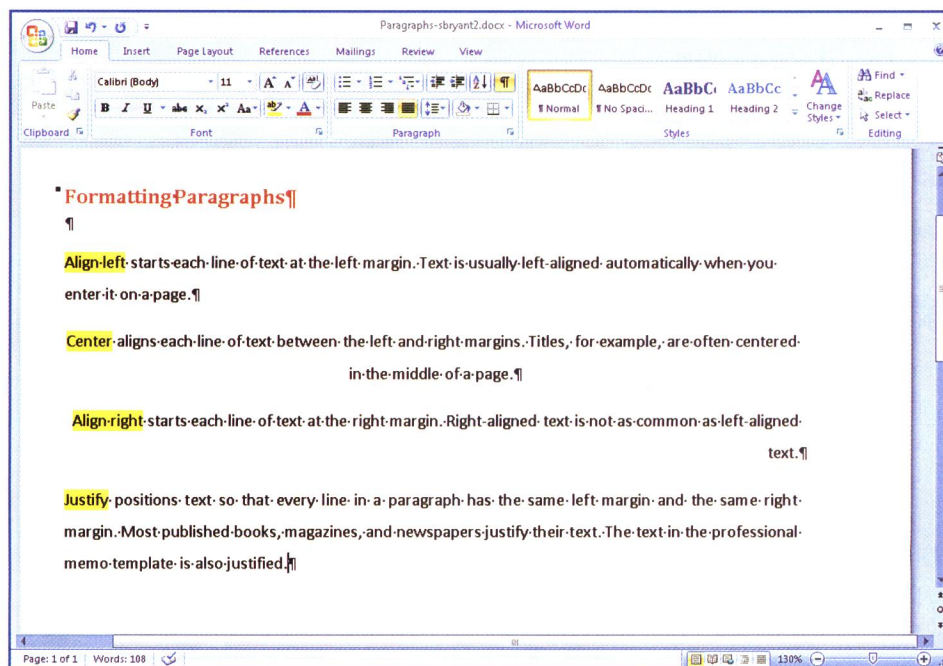 Paragraphs-sbryant2.docx - Microsoft Word
Home Insert Page Layout References Mailings Review View
Calibri (Body) 11 A A Aa
AaBbCcDc AaBbCcDc AaBbC AaBbCc A Find
Paste B I U abc X₂ X² Aa A
¶ Normal ¶ No Spaci... Heading 1 Heading 2 Change Styles Replace
Select
Clipboard Font Paragraph Styles Editing
Formatting·Paragraphs¶
¶
Align·left·starts·each·line·of·text·at·the·left·margin.·Text·is·usually·left-aligned·automatically·when·you·
enter·it·on·a·page.¶
Center·aligns·each·line·of·text·between·the·left·and·right·margins.·Titles,·for·example,·are·often·centered·
in·the·middle·of·a·page.¶
Align·right·starts·each·line·of·text·at·the·right·margin.·Right-aligned·text·is·not·as·common·as·left-aligned·
text.¶
Justify·positions·text·so·that·every·line·in·a·paragraph·has·the·same·left·margin·and·the·same·right·
margin.·Most·published·books,·magazines,·and·newspapers·justify·their·text.·The·text·in·the·professional·
memo·template·is·also·justified.¶
Page: 1 of 1 Words: 108 130%